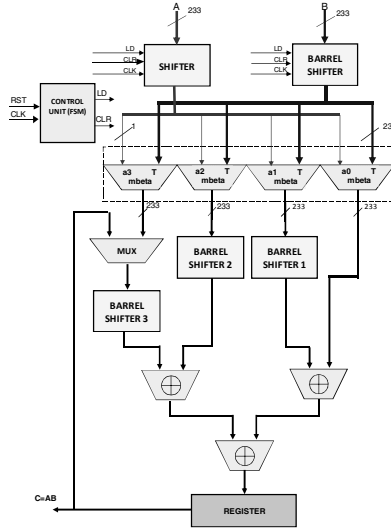 A
B
233
233
LD
CLR
CLK
SHIFTER
LD
CLR
CLK
BARREL
SHIFTER
RST
CLK
CONTROL
UNIT (FSM)
LD
CLR
1
a3 T
mbeta
a2 T
mbeta
a1 T
mbeta
a0 T
mbeta
233
233
233
233
MUX
BARREL
SHIFTER 2
BARREL
SHIFTER 1
BARREL
SHIFTER 3
C=AB
REGISTER